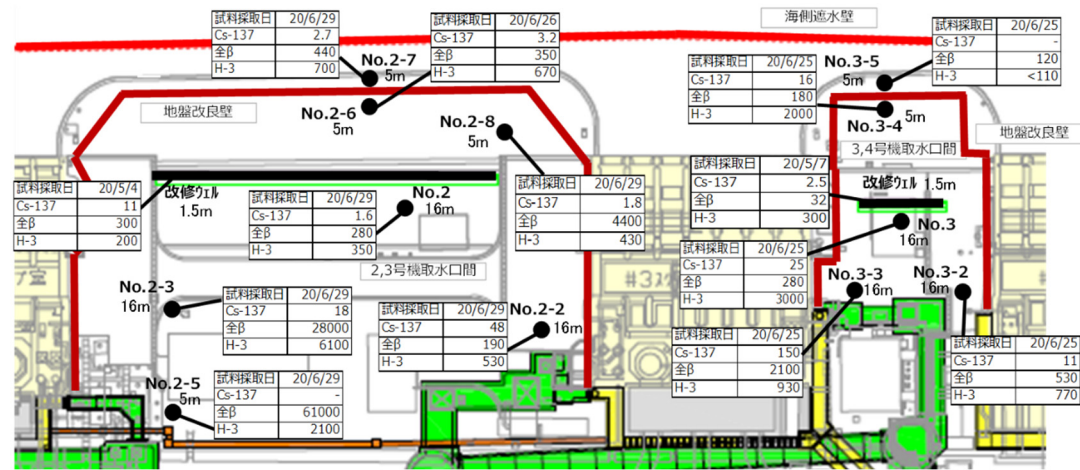 海側遮水壁
試料採取日 20/6/29
Cs-137 2.7
全β 440
H-3 700
No.2-7
5m
試料採取日 20/6/26
Cs-137 3.2
全β 350
H-3 670
No.2-6
5m
地盤改良壁
No.2-8
5m
試料採取日 20/6/25
Cs-137 16
全β 180
H-3 2000
No.3-5
5m
試料採取日 20/6/25
Cs-137 -
全β 120
H-3 <110
5m
No.3-4
地盤改良壁
3,4号機取水口間
試料採取日 20/5/4
Cs-137 11
全β 300
H-3 200
改修ウェル
1.5m
試料採取日 20/6/29
Cs-137 1.6
全β 280
H-3 350
No.2
16m
試料採取日 20/6/29
Cs-137 1.8
全β 4400
H-3 430
試料採取日 20/5/7
Cs-137 2.5
全β 32
H-3 300
改修ウェル 1.5m
No.3
16m
2,3号機取水口間
試料採取日 20/6/25
Cs-137 25
全β 280
H-3 3000
No.2-3
16m
試料採取日 20/6/29
Cs-137 18
全β 28000
H-3 6100
試料採取日 20/6/29
Cs-137 48
全β 190
H-3 530
No.2-2
16m
No.3-3
16m
No.3-2
16m
試料採取日 20/6/25
Cs-137 150
全β 2100
H-3 930
試料採取日 20/6/25
Cs-137 11
全β 530
H-3 770
No.2-5
5m
試料採取日 20/6/29
Cs-137 -
全β 61000
H-3 2100